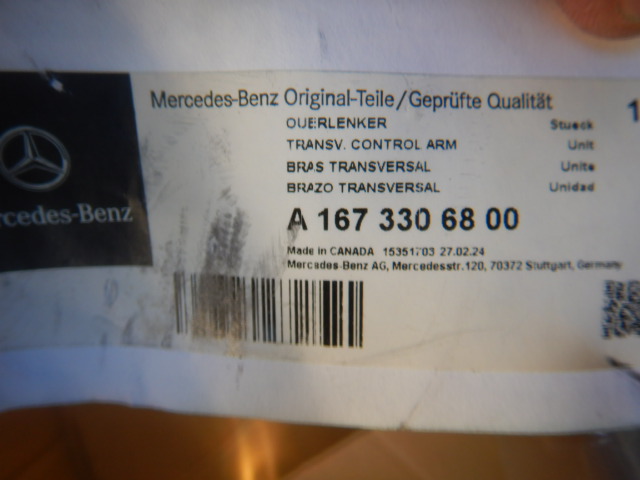 Mercedes-Benz Original-Teile/Geprüfte Qualität
1
QUERLENKER Stueck
TRANSV. CONTROL ARM Unit
BRAS TRANSVERSAL Unite
BRAZO TRANSVERSAL Unidad
rcedes-Benz
A 167 330 68 00
Made in CANADA 15351703 27.02.24
Mercedes-Benz AG, Mercedesstr.120, 70372 Stuttgart, Germany